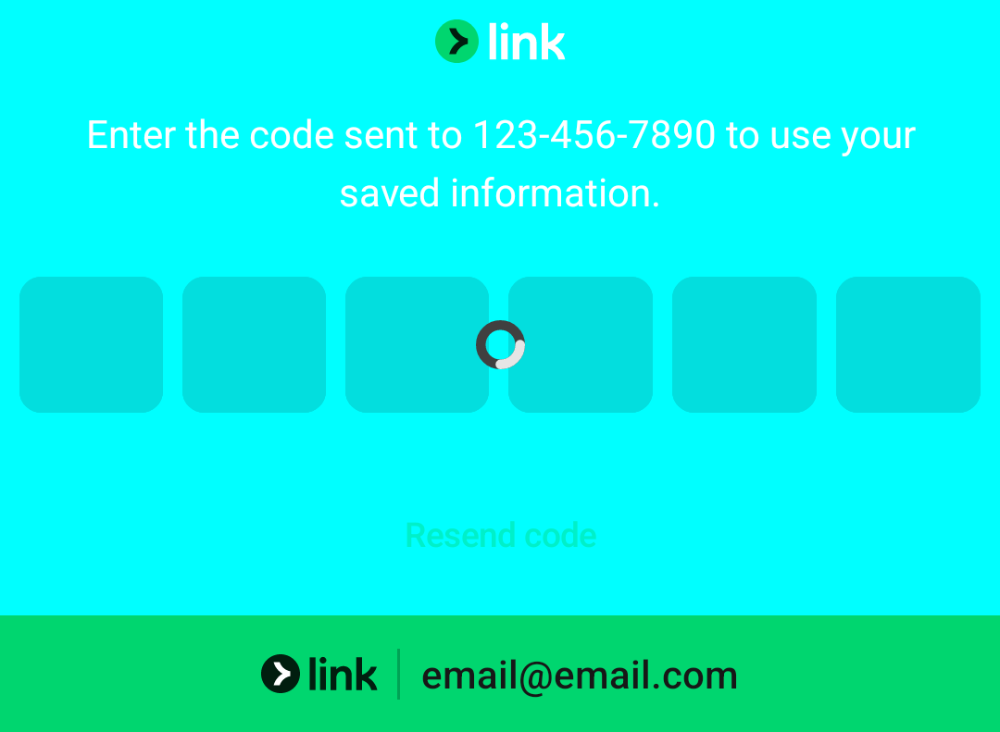 link
Enter the code sent to 123-456-7890 to use your
saved information.
Resend code
link | email@email.com